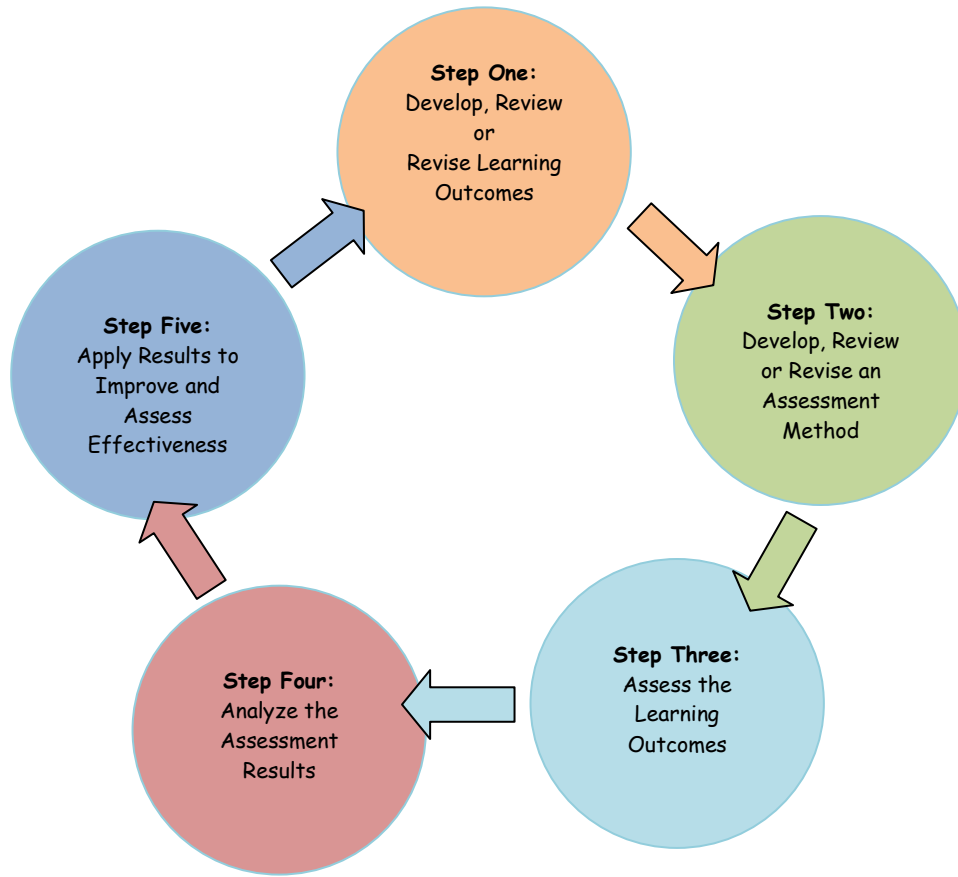 Step One:
Develop, Review
or
Revise Learning
Outcomes
Step Two:
Develop, Review
or Revise an
Assessment
Method
Step Three:
Assess the
Learning
Outcomes
Step Four:
Analyze the
Assessment
Results
Step Five:
Apply Results to
Improve and
Assess
Effectiveness